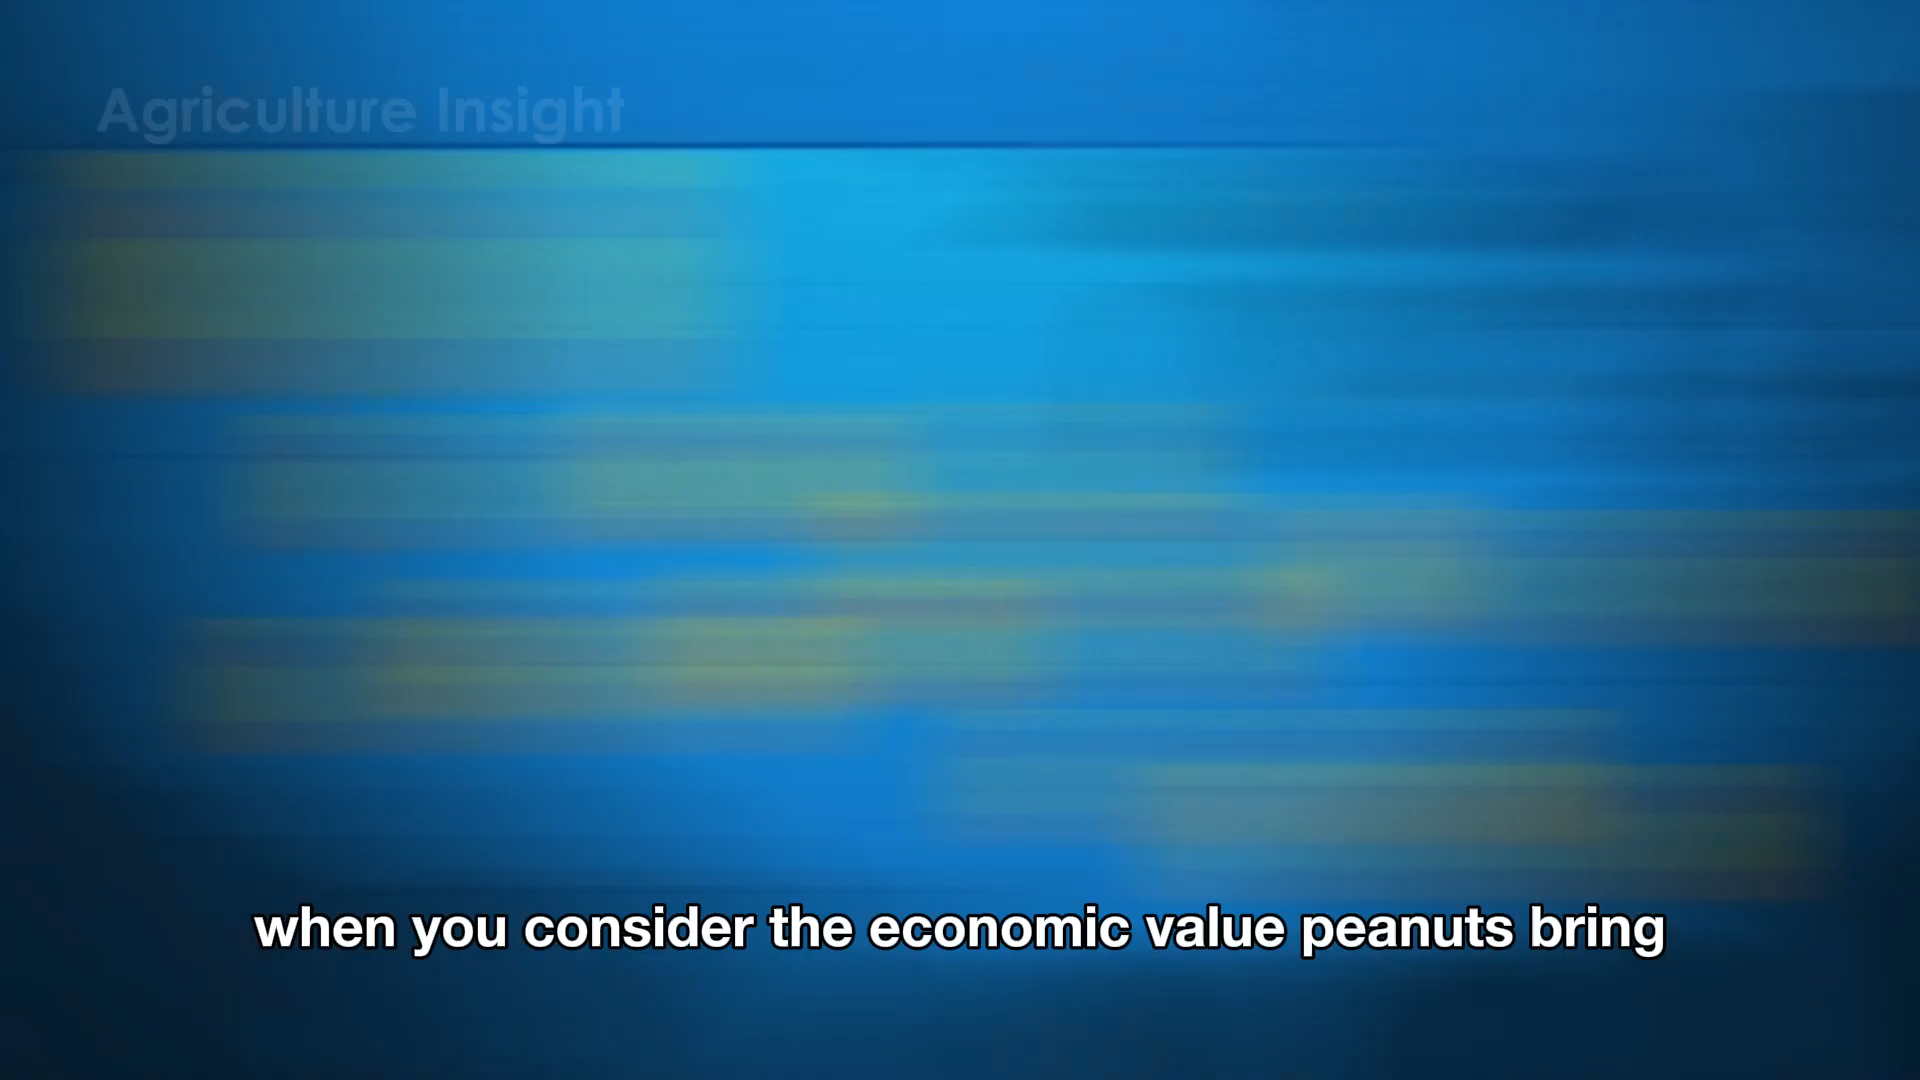 Agriculture Insight
when you consider the economic value peanuts bring